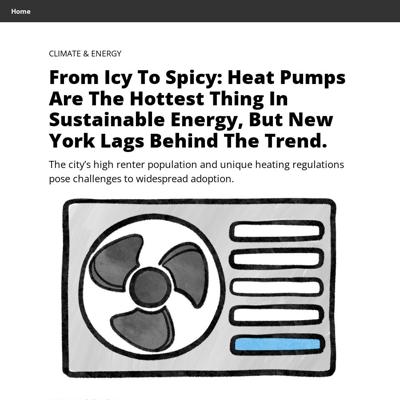 Home
CLIMATE & ENERGY
From Icy To Spicy: Heat Pumps
Are The Hottest Thing In
Sustainable Energy, But New
York Lags Behind The Trend.
The city’s high renter population and unique heating regulations
pose challenges to widespread adoption.